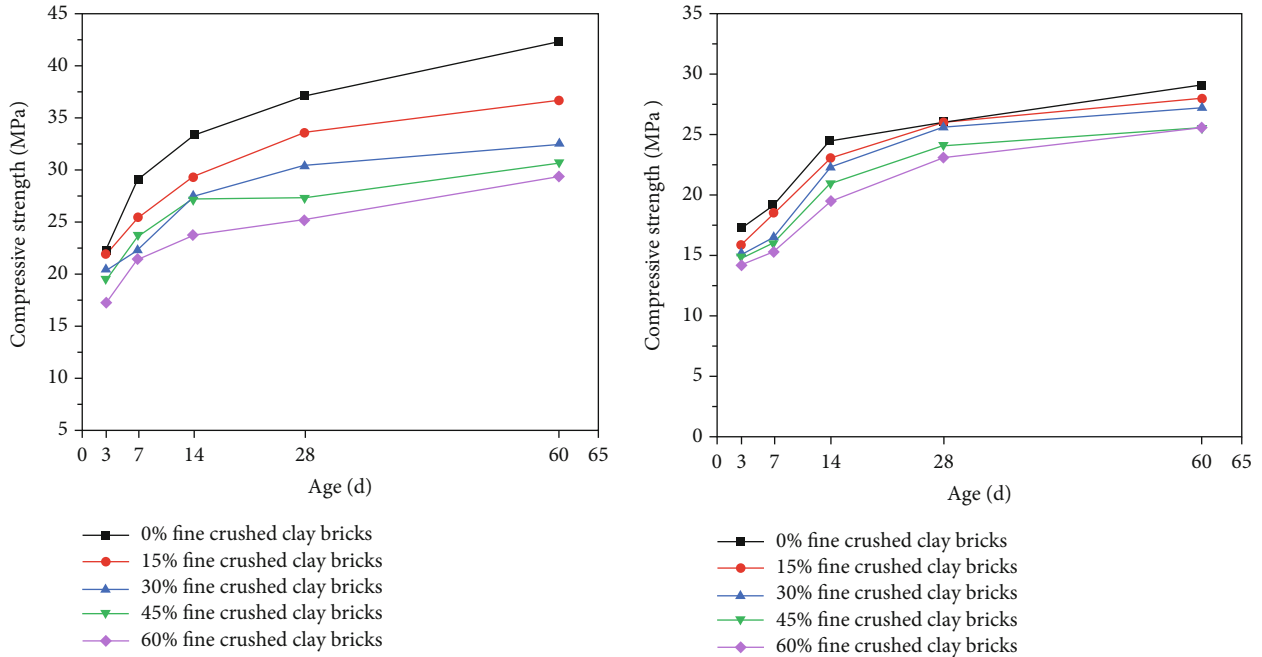 45
40
35
30
25
20
15
10
5
Compressive strength (MPa)
0 3 7 14 28 60 65
Age (d)
0% fine crushed clay bricks
15% fine crushed clay bricks
30% fine crushed clay bricks
45% fine crushed clay bricks
60% fine crushed clay bricks
35
30
25
20
15
10
5
0
Compressive strength (MPa)
0 3 7 14 28 60 65
Age (d)
0% fine crushed clay bricks
15% fine crushed clay bricks
30% fine crushed clay bricks
45% fine crushed clay bricks
60% fine crushed clay bricks